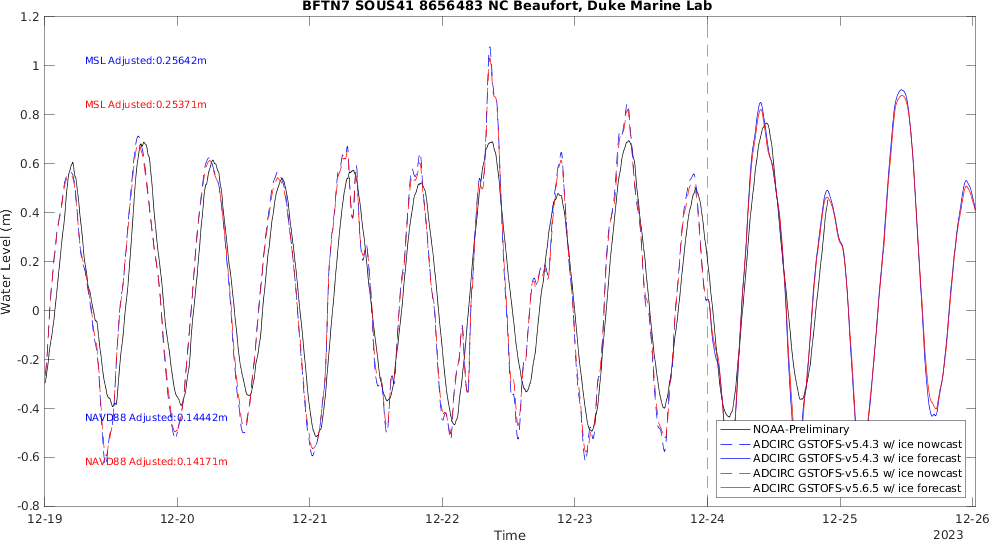 BFTN7 SOUS41 8656483 NC Beaufort, Duke Marine Lab
1.2
1
0.8
0.6
0.4
0.2
0
-0.2
-0.4
-0.6
-0.8
Water Level (m)
MSL Adjusted:0.25642m
MSL Adjusted:0.25371m
NAVD88 Adjusted:0.14442m
NAVD88 Adjusted:0.14171m
NOAA-Preliminary
ADCIRC GSTOFS-v5.4.3 w/ ice nowcast
ADCIRC GSTOFS-v5.4.3 w/ ice forecast
ADCIRC GSTOFS-v5.6.5 w/ ice nowcast
ADCIRC GSTOFS-v5.6.5 w/ ice forecast
12-19 12-20 12-21 12-22 12-23 12-24 12-25 12-26
Time
2023